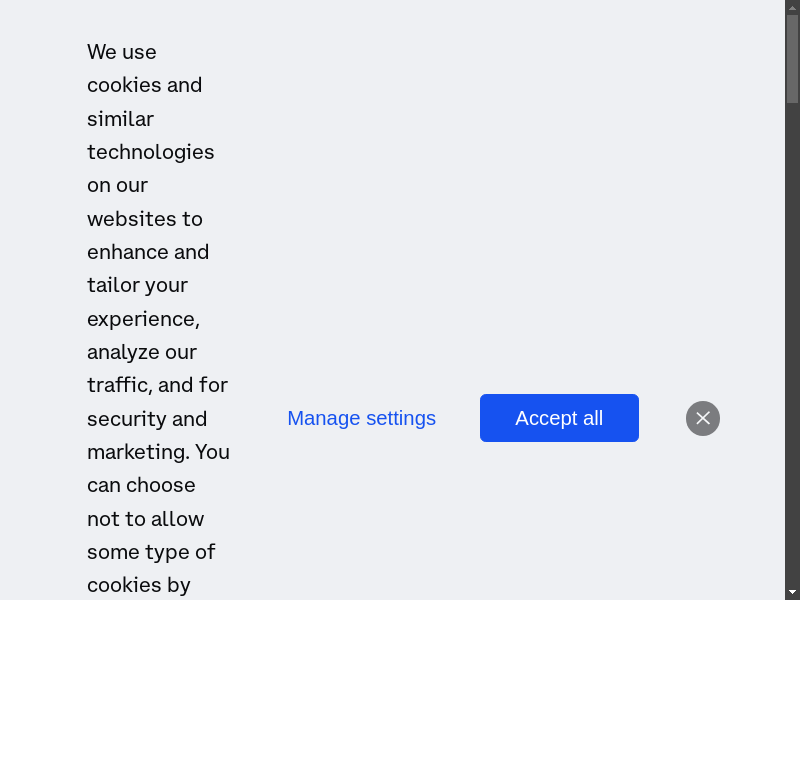 We use
cookies and
similar
technologies
on our
websites to
enhance and
tailor your
experience,
analyze our
traffic, and for
security and
marketing. You
can choose
not to allow
some type of
cookies by
Manage settings
Accept all